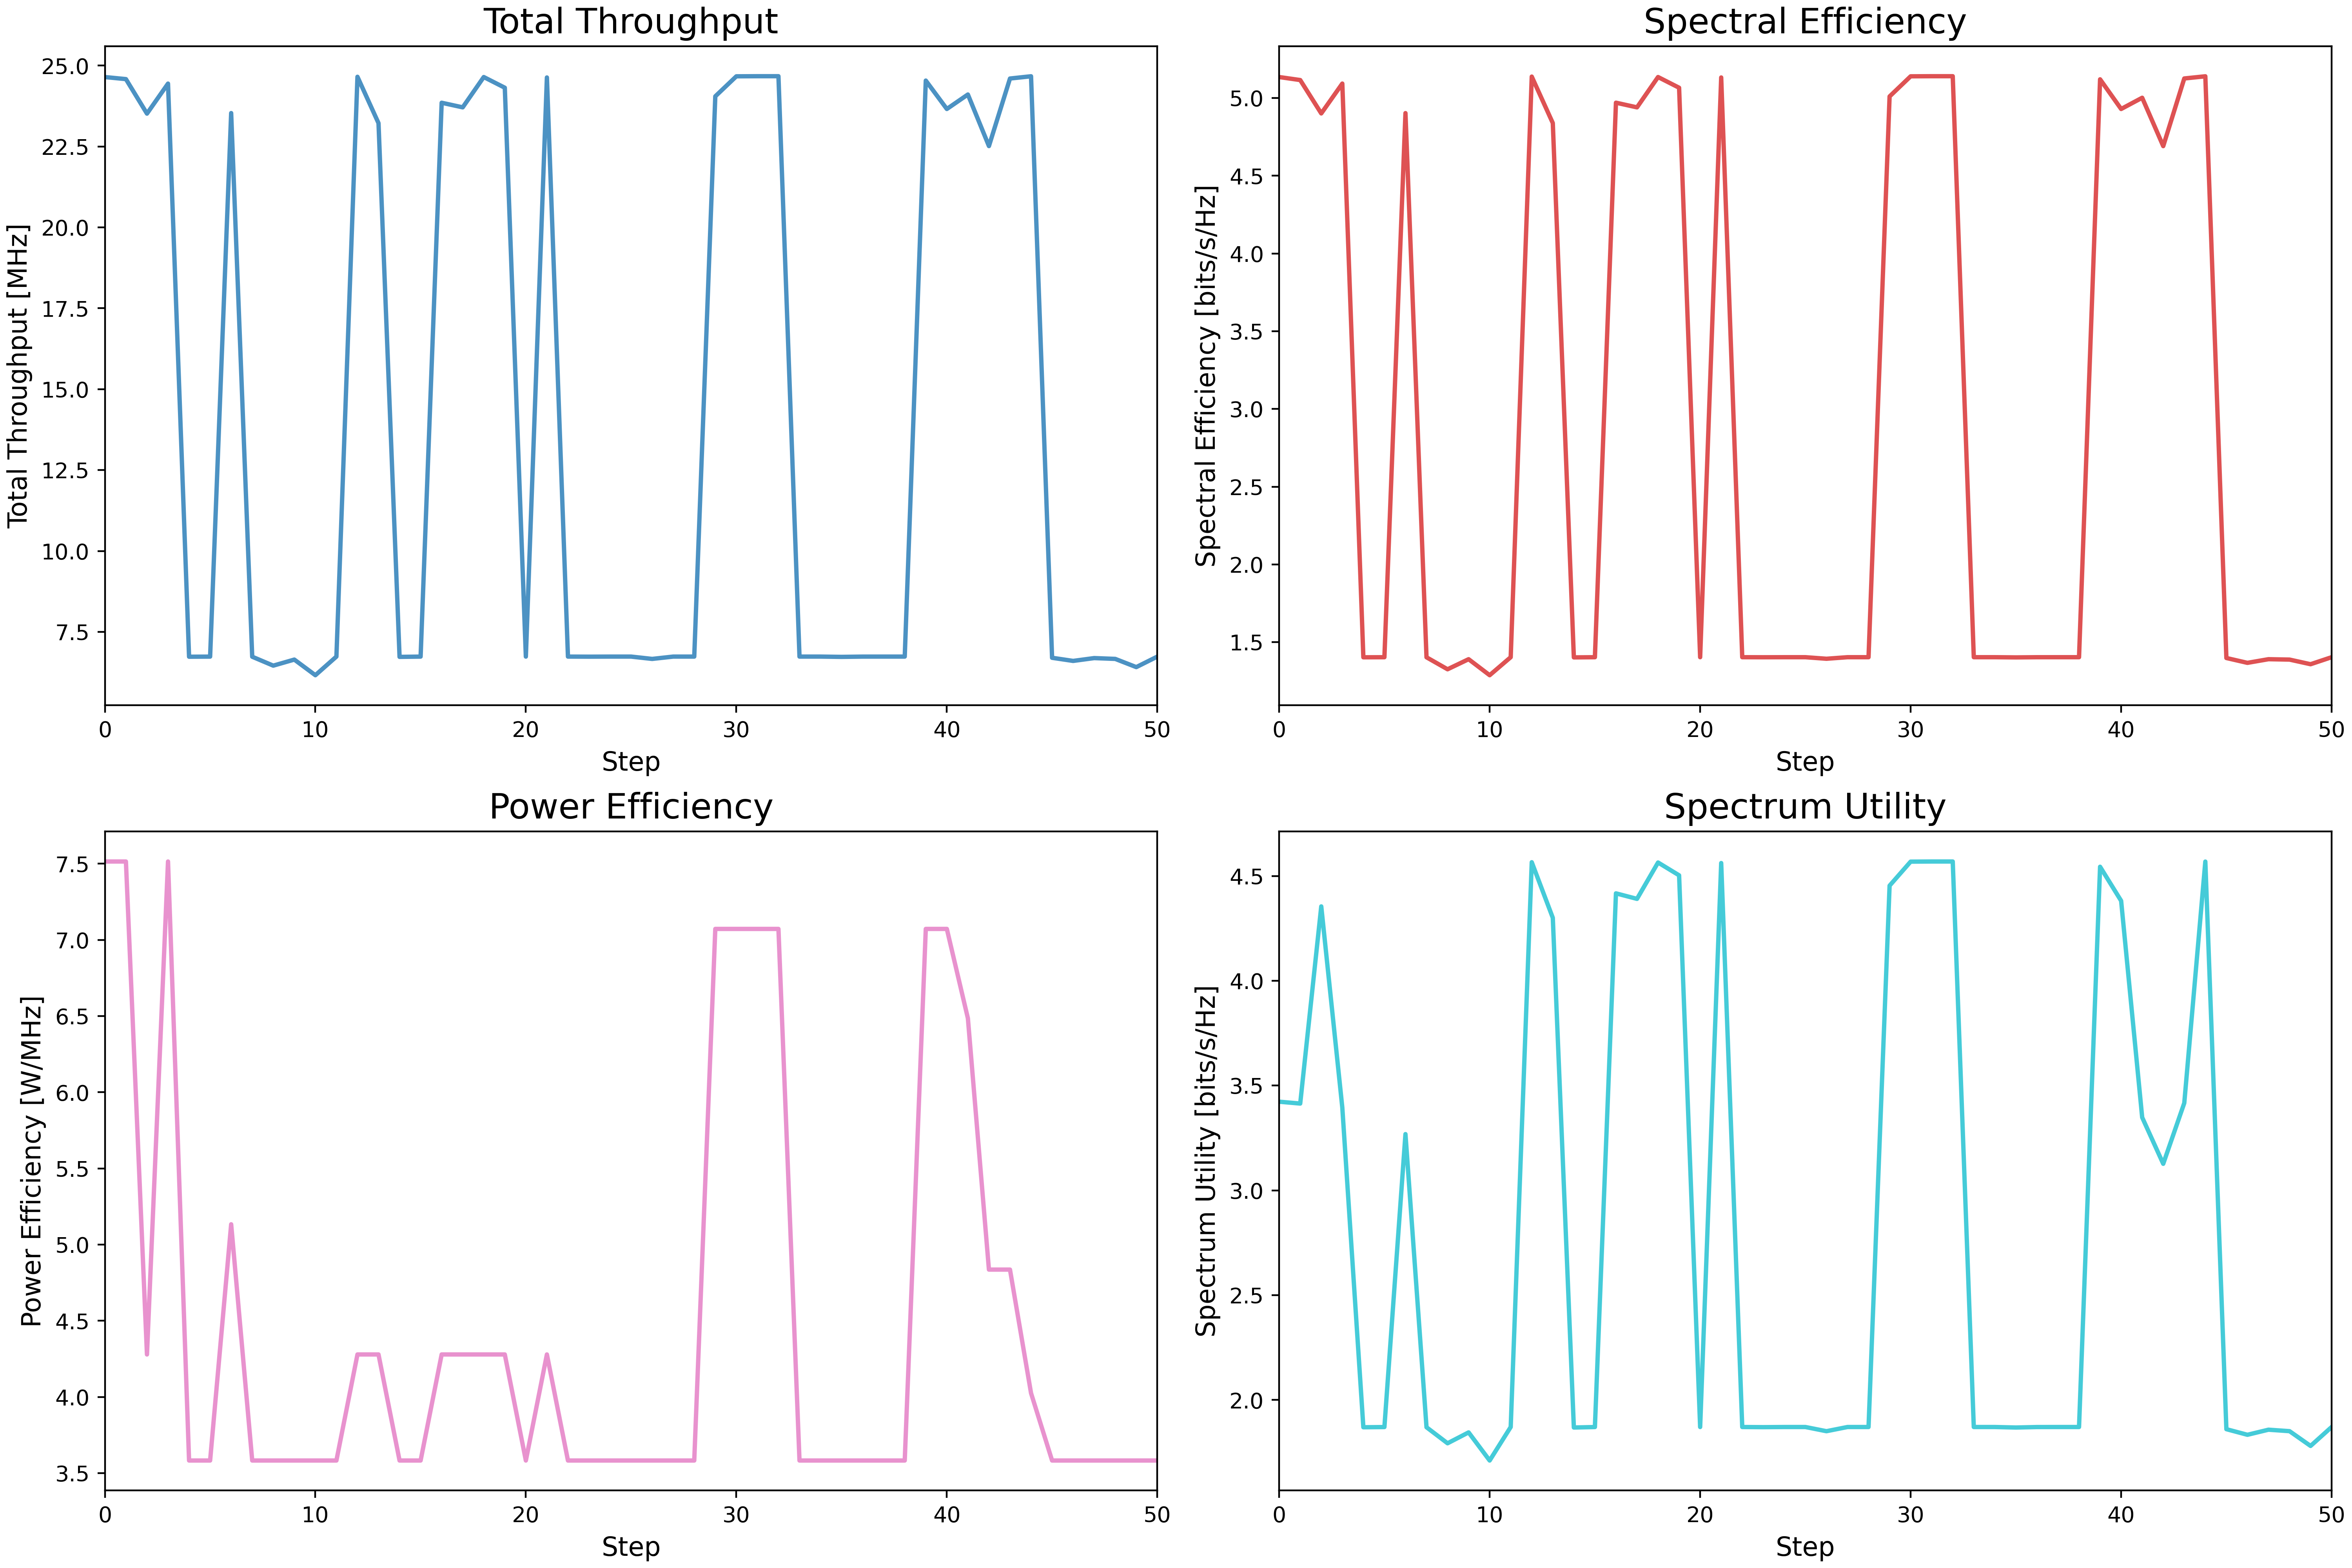 Total Throughput
Total Throughput [MHz]
25.0
22.5
20.0
17.5
15.0
12.5
10.0
7.5
0 10 20 30 40 50
Step
Spectral Efficiency
Spectral Efficiency [bits/s/Hz]
5.0
4.5
4.0
3.5
3.0
2.5
2.0
1.5
0 10 20 30 40 50
Step
Power Efficiency
Power Efficiency [W/MHz]
7.5
7.0
6.5
6.0
5.5
5.0
4.5
4.0
3.5
0 10 20 30 40 50
Step
Spectrum Utility
Spectrum Utility [bits/s/Hz]
4.5
4.0
3.5
3.0
2.5
2.0
0 10 20 30 40 50
Step